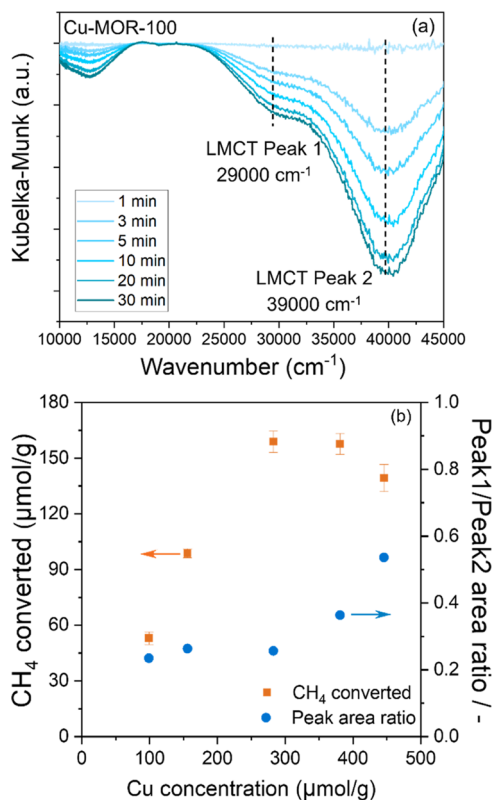 Cu-MOR-100
(a)
Kubelka-Munk (a.u.)
LMCT Peak 1
29000 cm⁻¹
1 min
3 min
5 min
10 min
20 min
30 min
LMCT Peak 2
39000 cm⁻¹
10000 15000 20000 25000 30000 35000 40000 45000
Wavenumber (cm⁻¹)
(b)
CH₄ converted (μmol/g)
180
150
120
90
60
30
0
1.0
0.8
0.6
0.4
0.2
0.0
Peak1/Peak2 area ratio / -
CH₄ converted
Peak area ratio
0 100 200 300 400 500
Cu concentration (μmol/g)